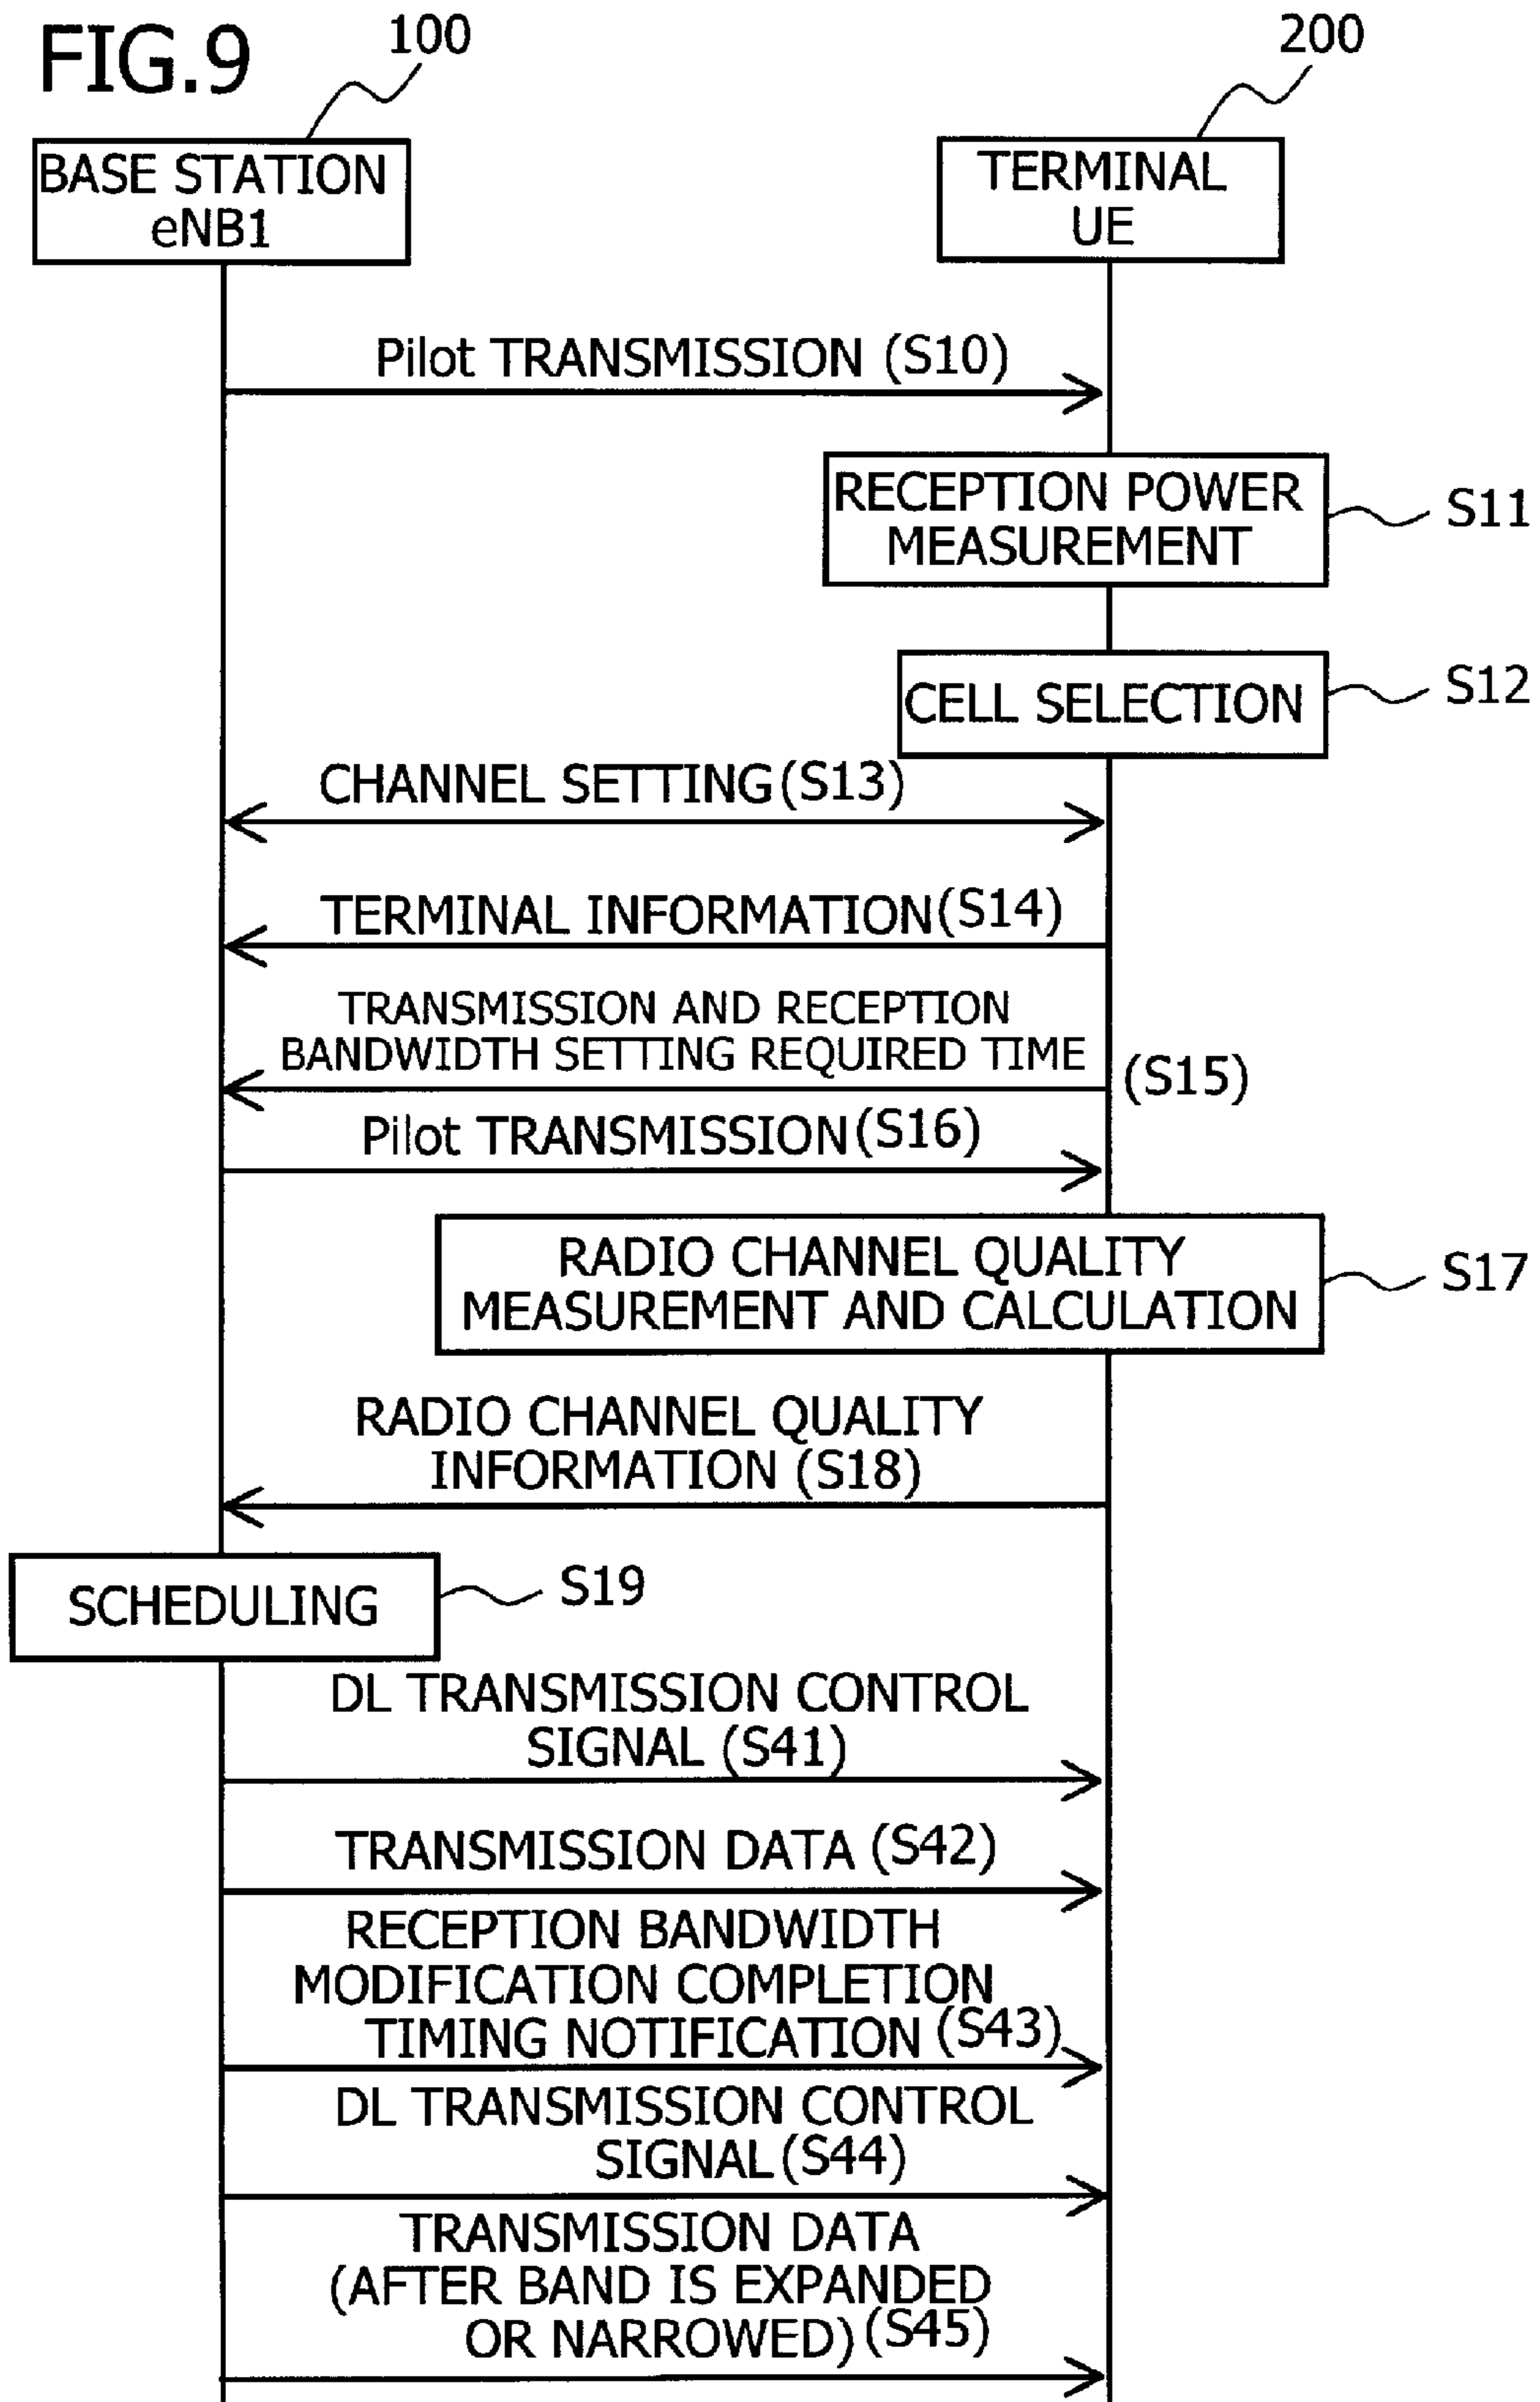 FIG.9
100
200
BASE STATION
eNB1
TERMINAL
UE
Pilot TRANSMISSION (S10)
RECEPTION POWER
MEASUREMENT
S11
CELL SELECTION
S12
CHANNEL SETTING(S13)
TERMINAL INFORMATION(S14)
TRANSMISSION AND RECEPTION
BANDWIDTH SETTING REQUIRED TIME
(S15)
Pilot TRANSMISSION(S16)
RADIO CHANNEL QUALITY
MEASUREMENT AND CALCULATION
S17
RADIO CHANNEL QUALITY
INFORMATION (S18)
SCHEDULING
S19
DL TRANSMISSION CONTROL
SIGNAL (S41)
TRANSMISSION DATA (S42)
RECEPTION BANDWIDTH
MODIFICATION COMPLETION
TIMING NOTIFICATION (S43)
DL TRANSMISSION CONTROL
SIGNAL(S44)
TRANSMISSION DATA
(AFTER BAND IS EXPANDED
OR NARROWED)(S45)